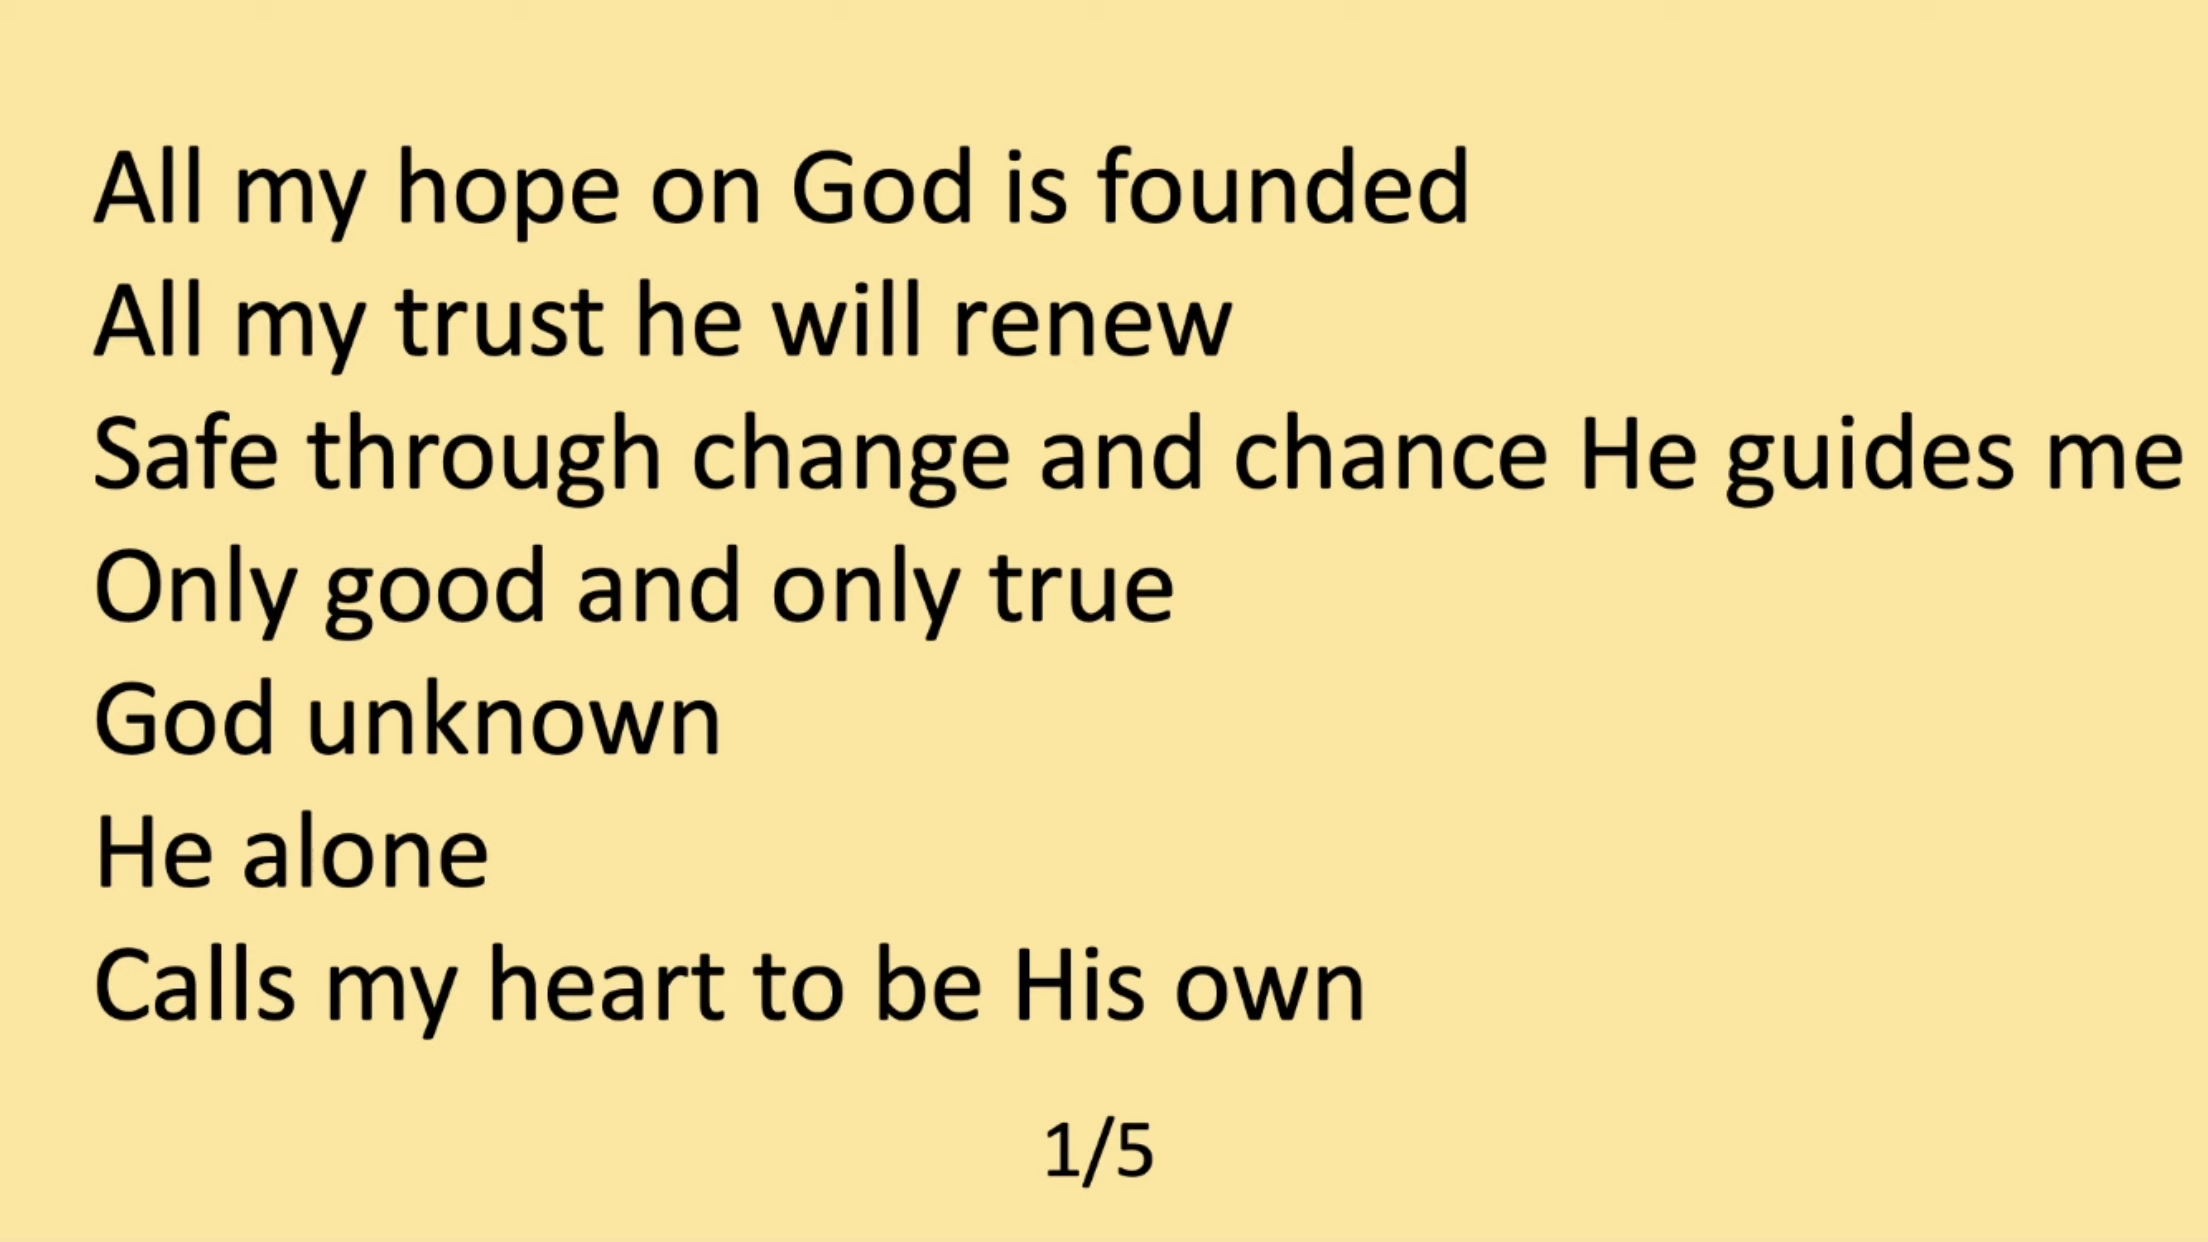 All my hope on God is founded
All my trust he will renew
Safe through change and chance He guides me
Only good and only true
God unknown
He alone
Calls my heart to be His own
1/5